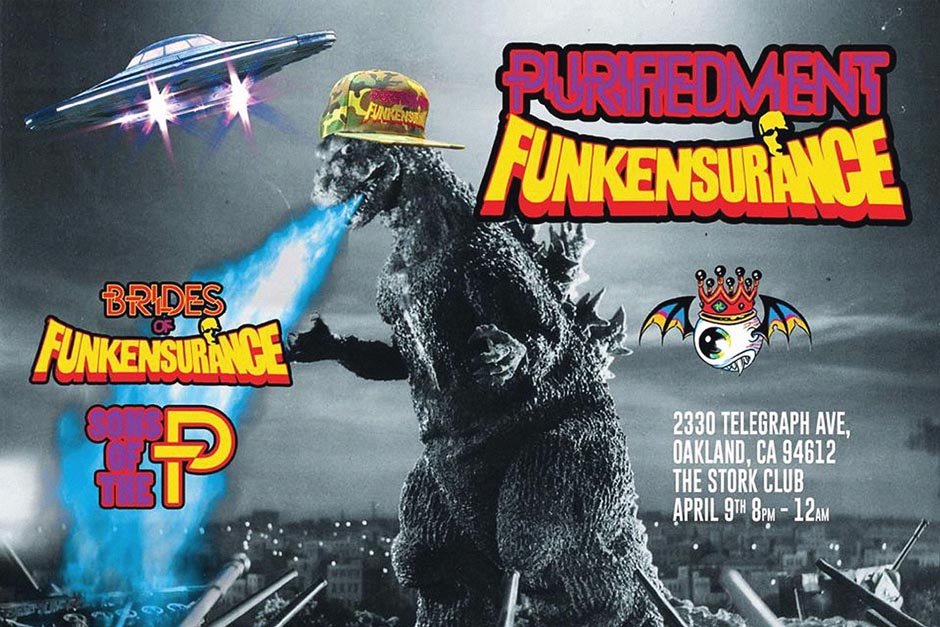 PURIFIEDMENT
FUNKENSURANCE
FUNKENSURANCE
BRIDES
OF
FUNKENSURANCE
SONS
OF
THE
P
2330 TELEGRAPH AVE,
OAKLAND, CA 94612
THE STORK CLUB
APRIL 9TH 8PM - 12AM